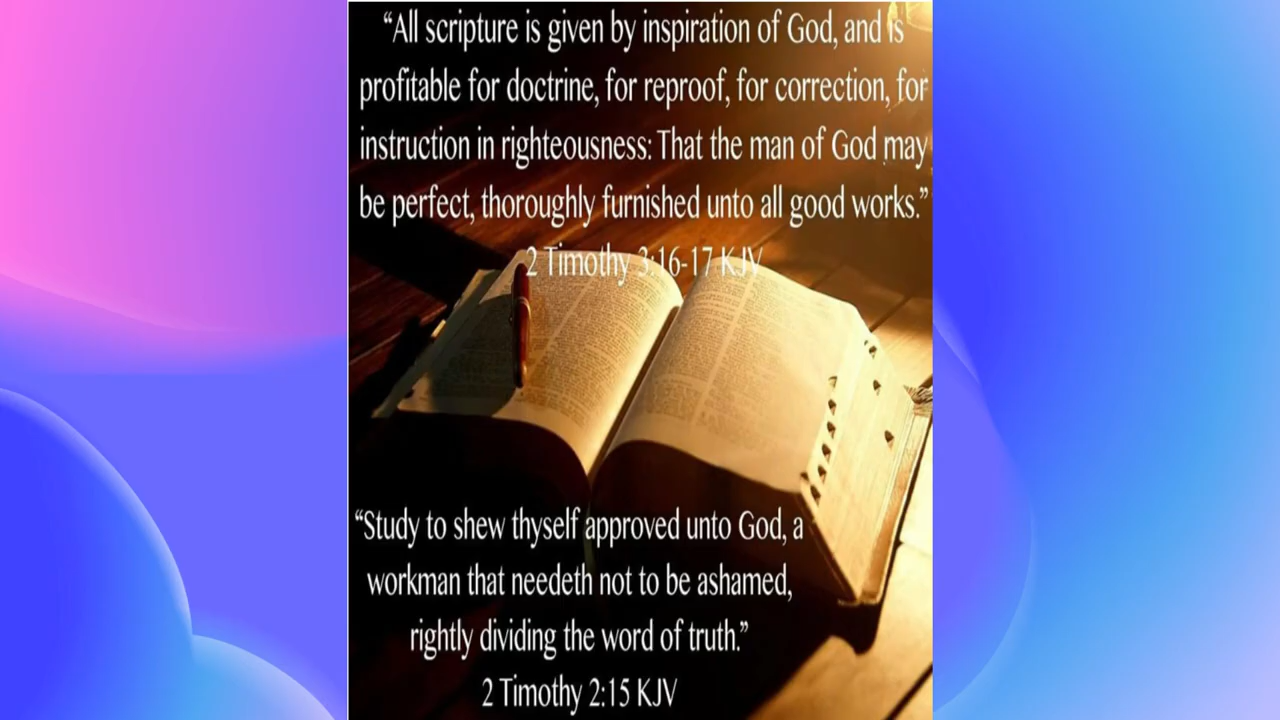 “All scripture is given by inspiration of God, and is
profitable for doctrine, for reproof, for correction, for
instruction in righteousness: That the man of God may
be perfect, thoroughly furnished unto all good works.”
2 Timothy 3:16-17 KJV
“Study to shew thyself approved unto God, a
workman that needeth not to be ashamed,
rightly dividing the word of truth.”
2 Timothy 2:15 KJV